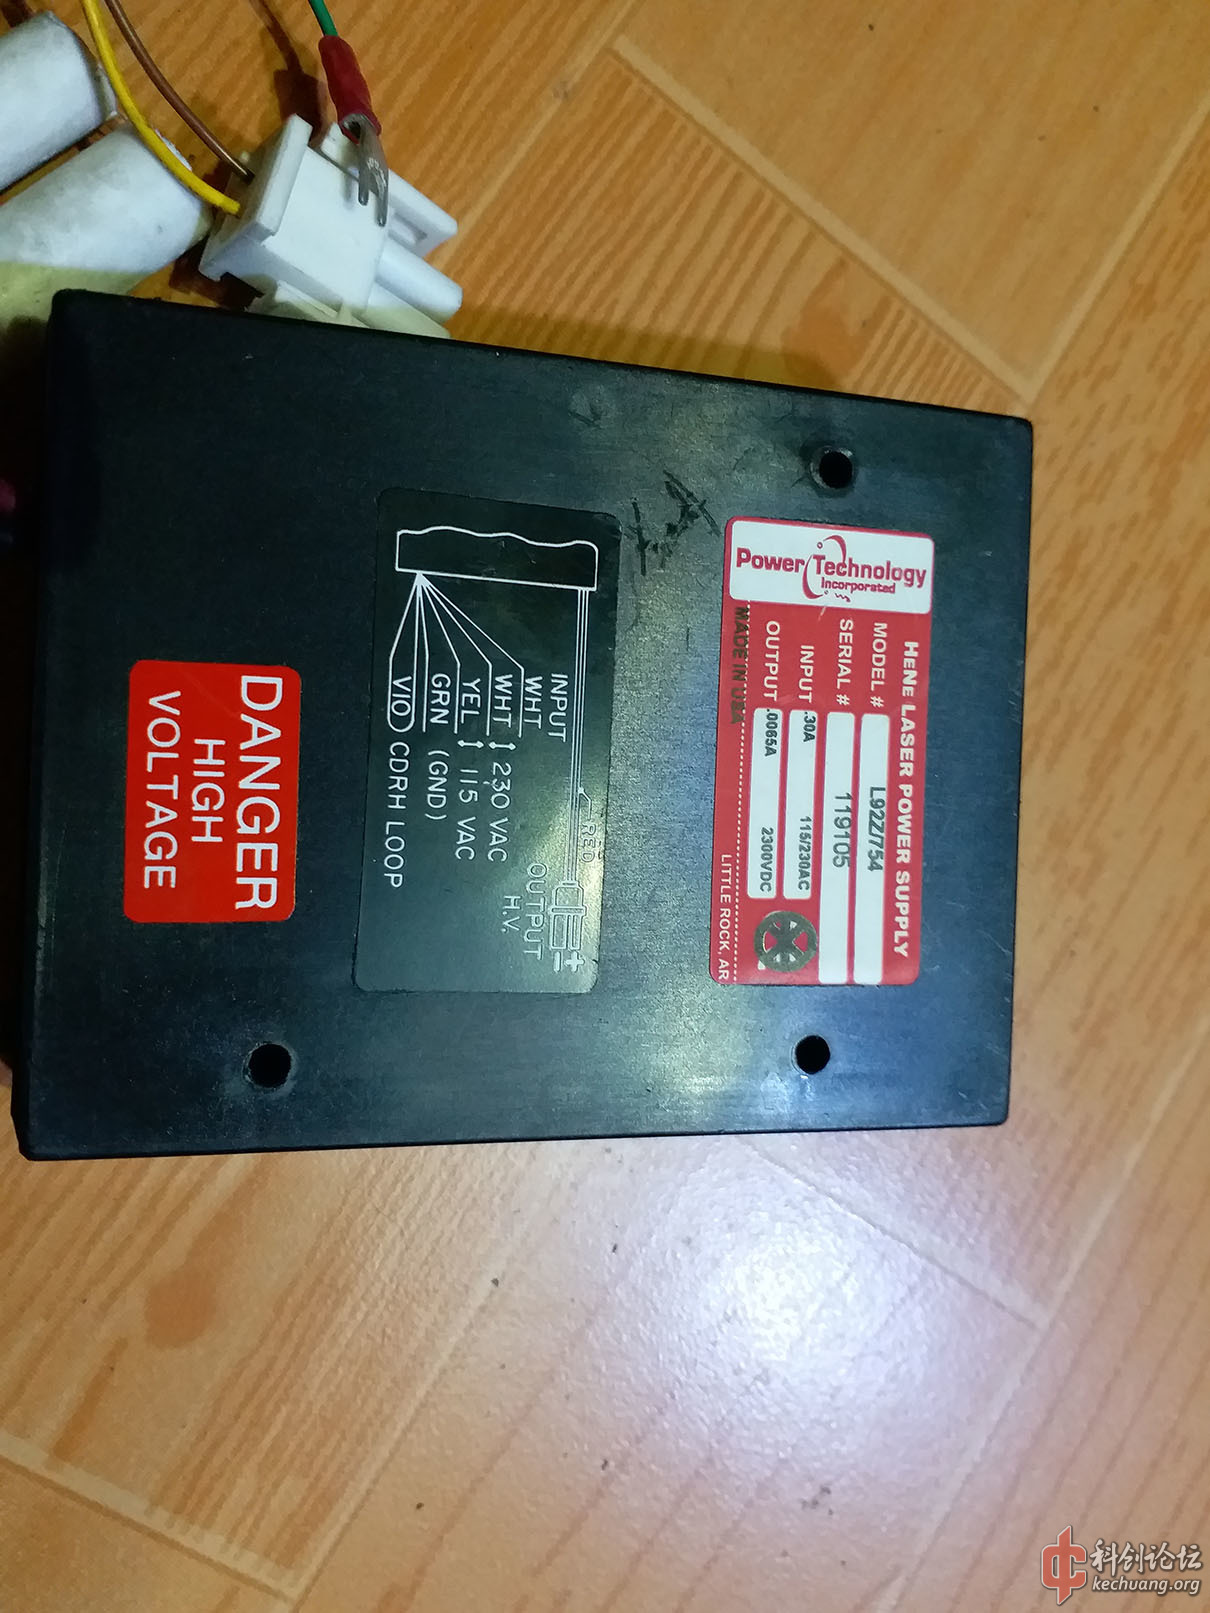 Power Technology
Incorporated
HENE LASER POWER SUPPLY
MODEL # L92Z/754
SERIAL # 119105
INPUT .30A 115/230AC
OUTPUT .0065A 2300VDC
MADE IN USA LITTLE ROCK, AR
INPUT
WHT
WHT 230 VAC
YEL 115 VAC
GRN (GND)
VIO CDRH LOOP
RED
OUTPUT
H.V.
+
-
DANGER
HIGH
VOLTAGE
科创论坛
kechuang.org